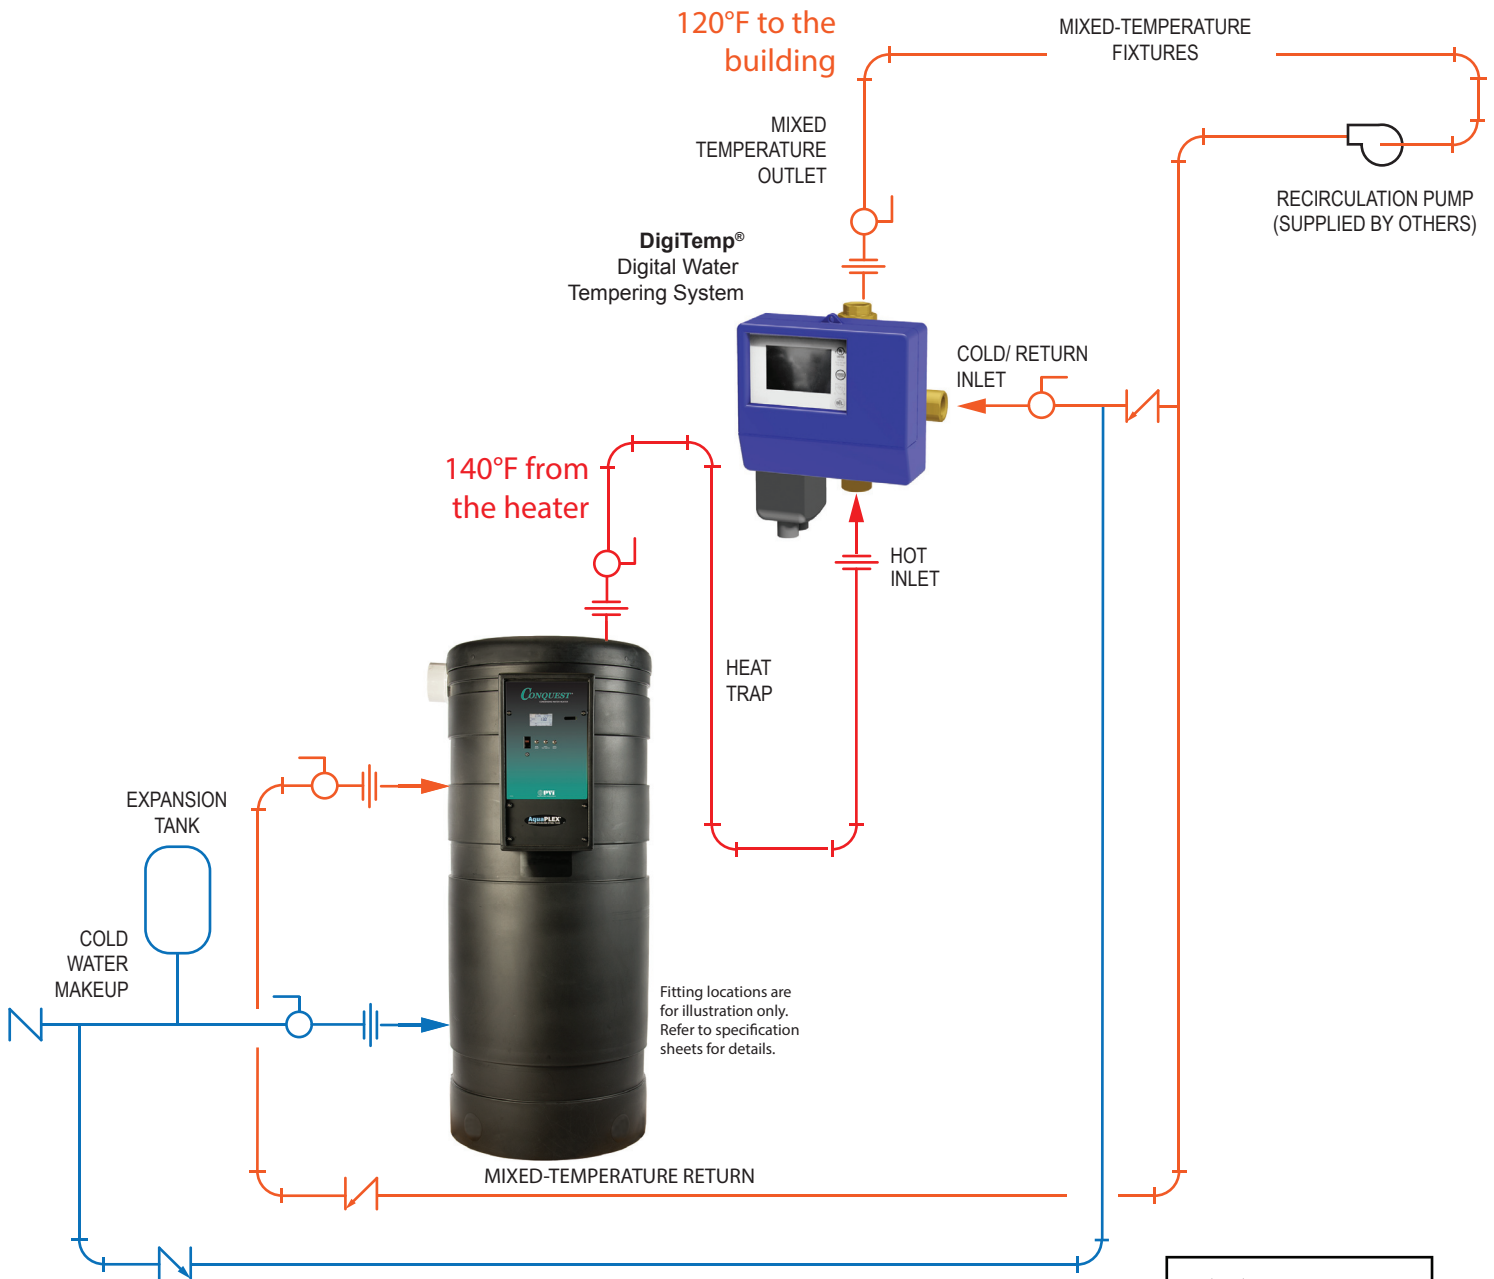 120°F to the
building
MIXED-TEMPERATURE
FIXTURES
MIXED
TEMPERATURE
OUTLET
RECIRCULATION PUMP
(SUPPLIED BY OTHERS)
DigiTemp®
Digital Water
Tempering System
COLD/ RETURN
INLET
140°F from
the heater
HOT
INLET
HEAT
TRAP
CONQUEST
PVI
AquaPLEX
EXPANSION
TANK
COLD
WATER
MAKEUP
Fitting locations are
for illustration only.
Refer to specification
sheets for details.
MIXED-TEMPERATURE RETURN